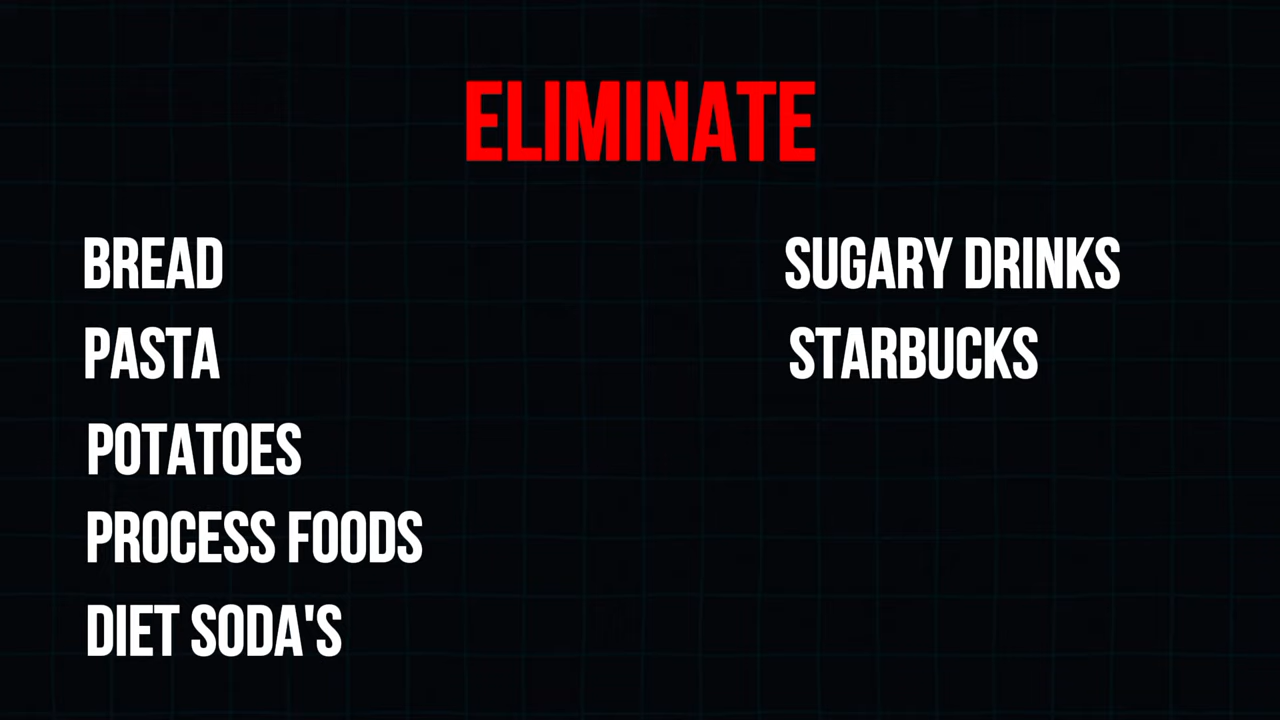 ELIMINATE
BREAD
PASTA
POTATOES
PROCESS FOODS
DIET SODA'S
SUGARY DRINKS
STARBUCKS